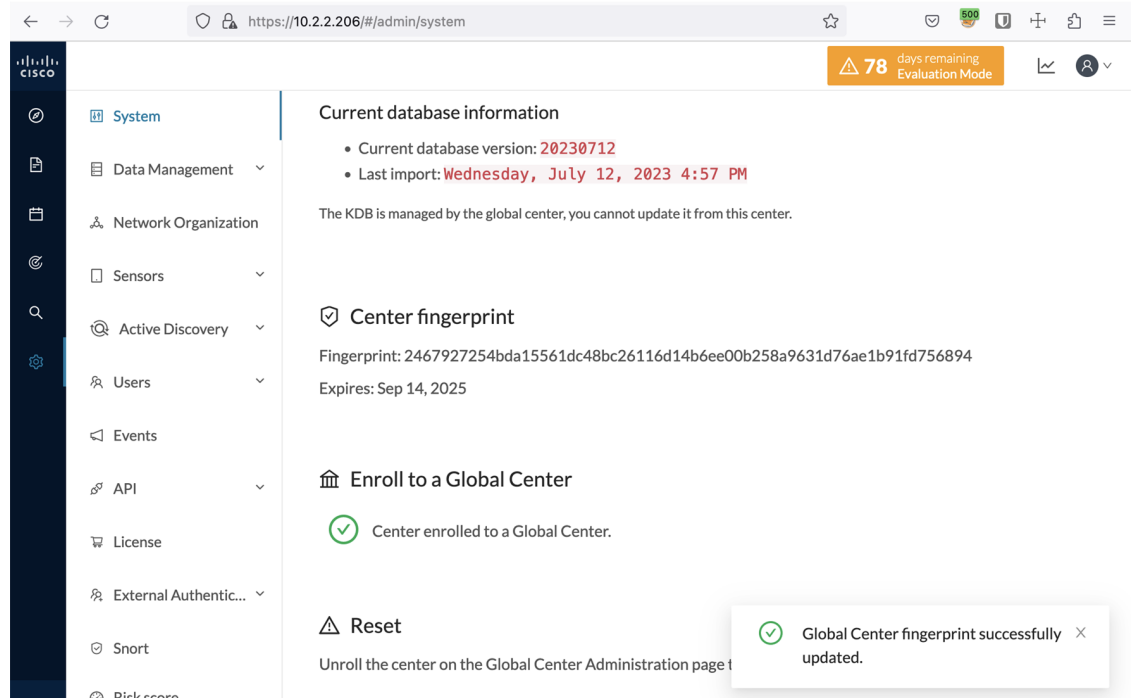 https://10.2.2.206/#/admin/system
500
cisco
78 days remaining
Evaluation Mode
System
Data Management
Network Organization
Sensors
Active Discovery
Users
Events
API
License
External Authentic...
Snort
Risk score
Current database information
• Current database version: 20230712
• Last import: Wednesday, July 12, 2023 4:57 PM
The KDB is managed by the global center, you cannot update it from this center.
Center fingerprint
Fingerprint: 2467927254bda15561dc48bc26116d14b6ee00b258a9631d76ae1b91fd756894
Expires: Sep 14, 2025
Enroll to a Global Center
Center enrolled to a Global Center.
Reset
Unroll the center on the Global Center Administration page
Global Center fingerprint successfully
updated.